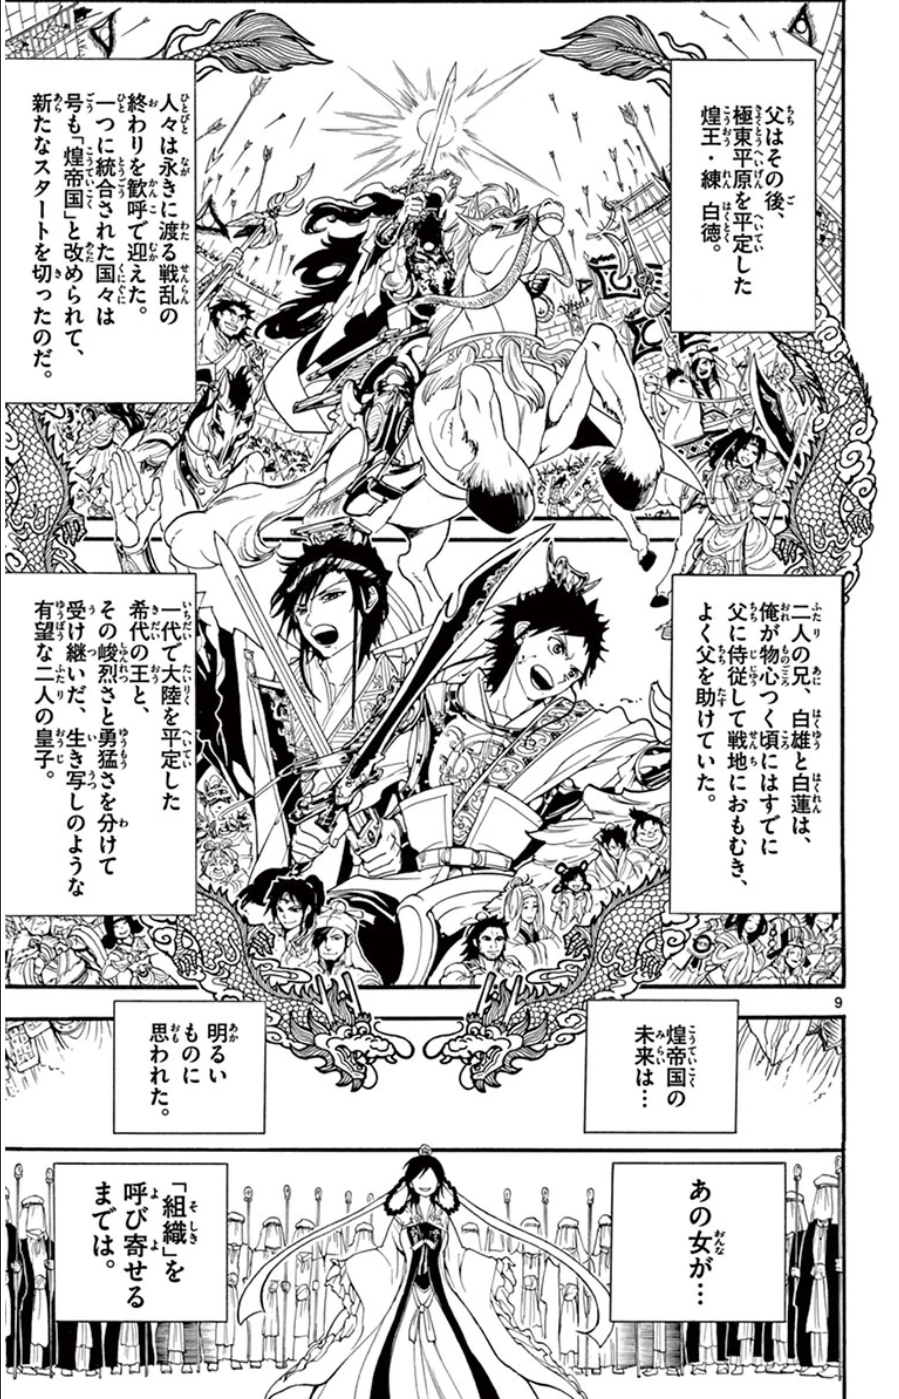 父はその後、
極東平原を平定した
煌王・練 白徳。
人々は永きに渡る戦乱の
終わりを歓呼で迎えた。
一つに統合された国々は
号も「煌帝国」と改められて、
新たなスタートを切ったのだ。
二人の兄、白雄と白蓮は、
俺が物心つく頃にはすでに
父に侍従して戦地におもむき、
よく父を助けていた。
一代で大陸を平定した
希代の王と、
その峻烈さと勇猛さを分けて
受け継いだ、生き写しのような
有望な二人の皇子。
9
煌帝国の
未来は…
明るい
ものに
思われた。
あの女が…
「組織」を
呼び寄せる
までは。